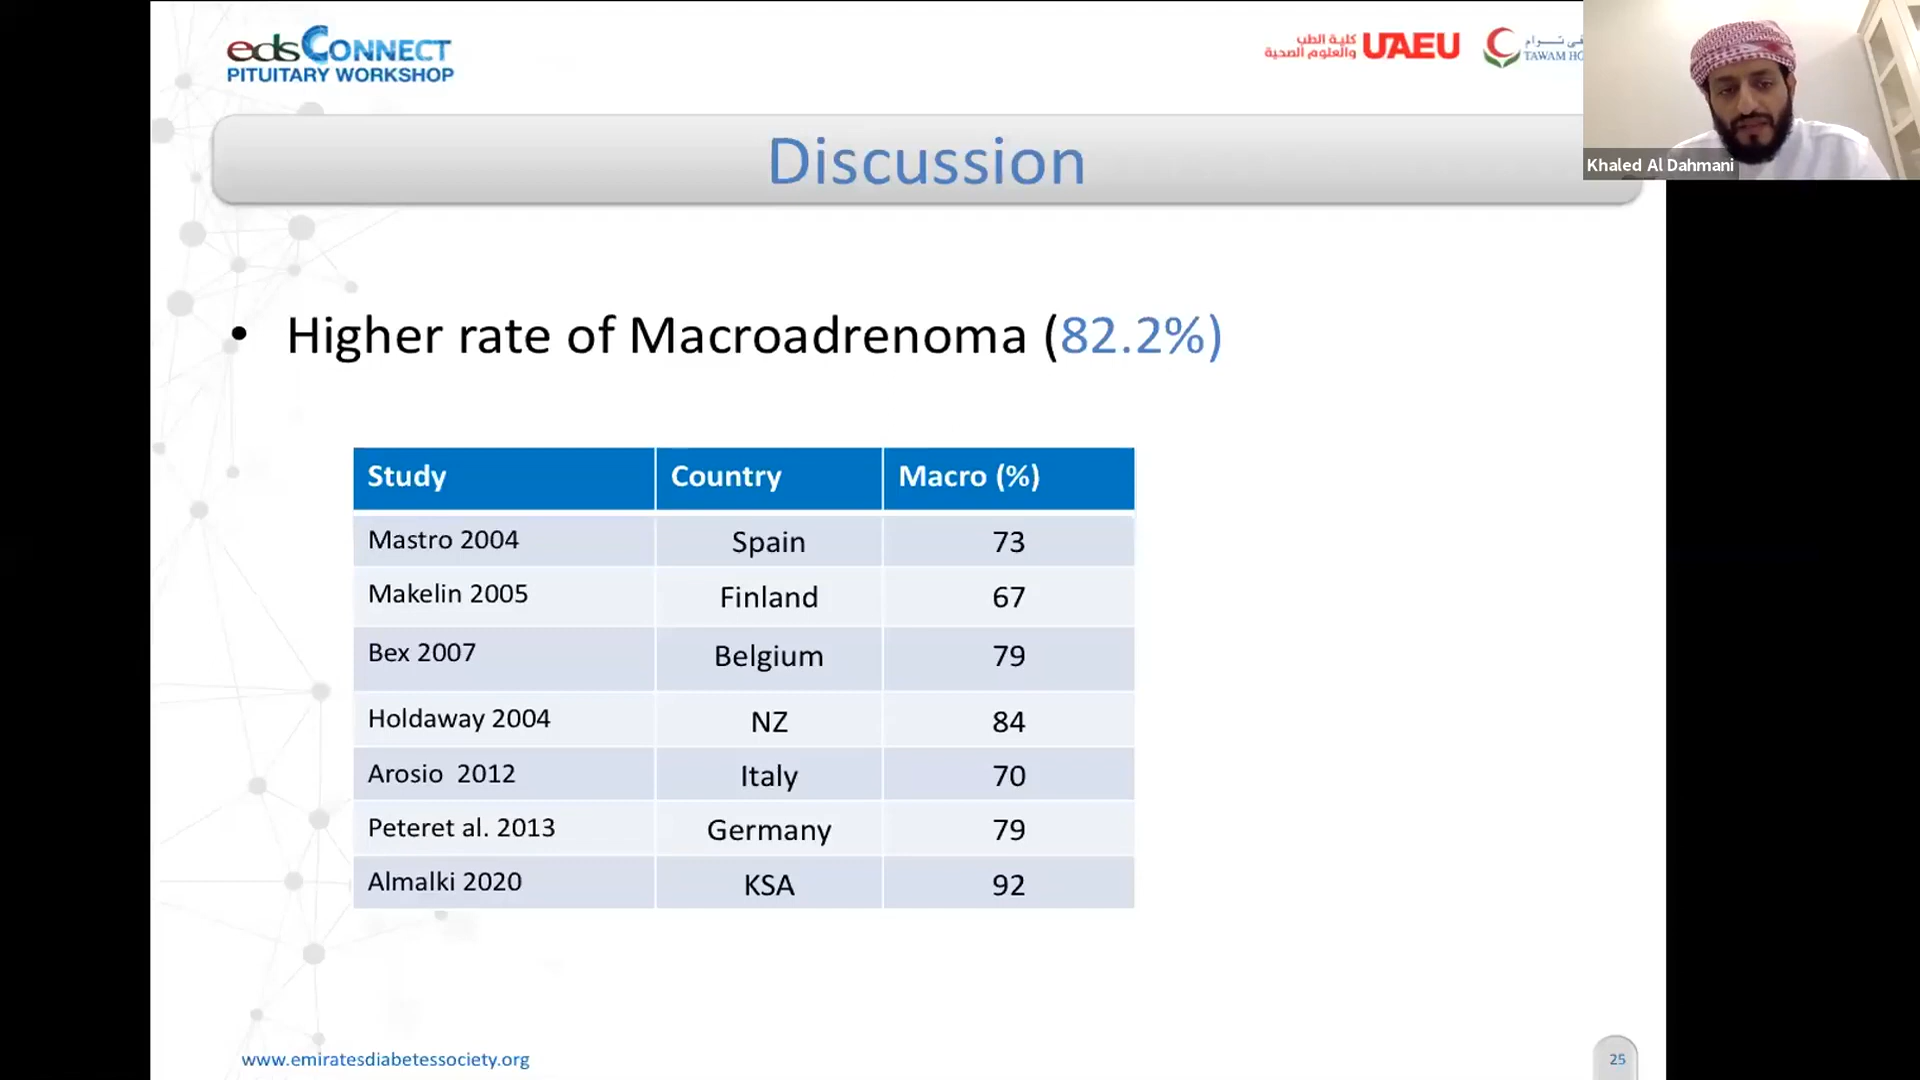 eds CONNECT
PITUITARY WORKSHOP
كلية الطب
والعلوم الصحية
UAEU
TAWAM
Khaled Al Dahmani
Discussion
• Higher rate of Macroadrenoma (82.2%)
Study Country Macro (%)
Mastro 2004 Spain 73
Makelin 2005 Finland 67
Bex 2007 Belgium 79
Holdaway 2004 NZ 84
Arosio 2012 Italy 70
Peteret al. 2013 Germany 79
Almalki 2020 KSA 92
www.emiratesdiabetessociety.org
25